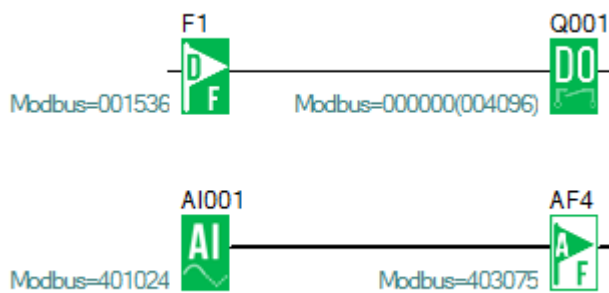 F1
Q001
D
F
DO
Modbus=001536
Modbus=000000(004096)
AI001
AF4
AI
A
F
Modbus=401024
Modbus=403075